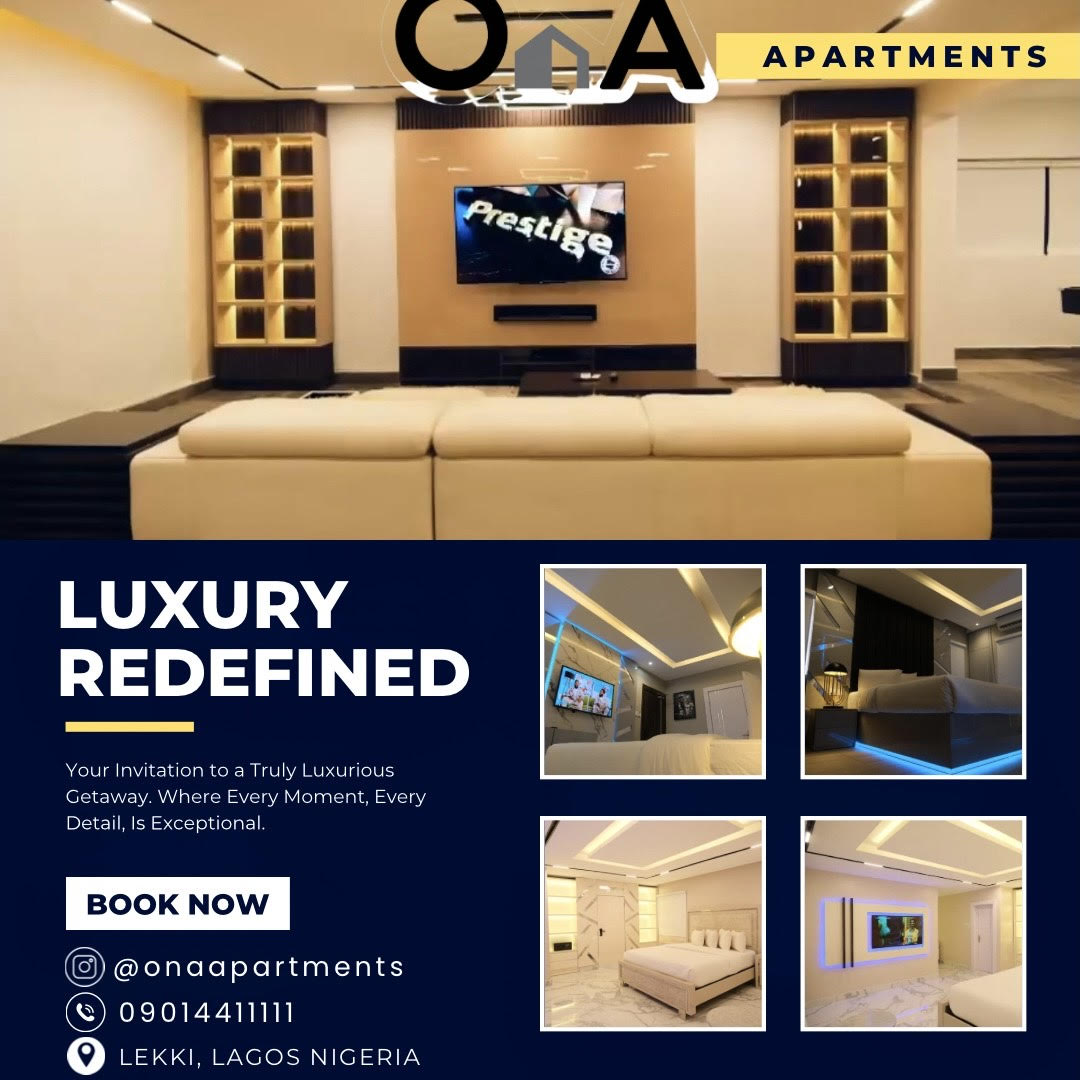 O A
APARTMENTS
Prestige
LUXURY
REDEFINED
Your Invitation to a Truly Luxurious
Getaway. Where Every Moment, Every
Detail, Is Exceptional.
BOOK NOW
@onaapartments
09014411111
LEKKI, LAGOS NIGERIA